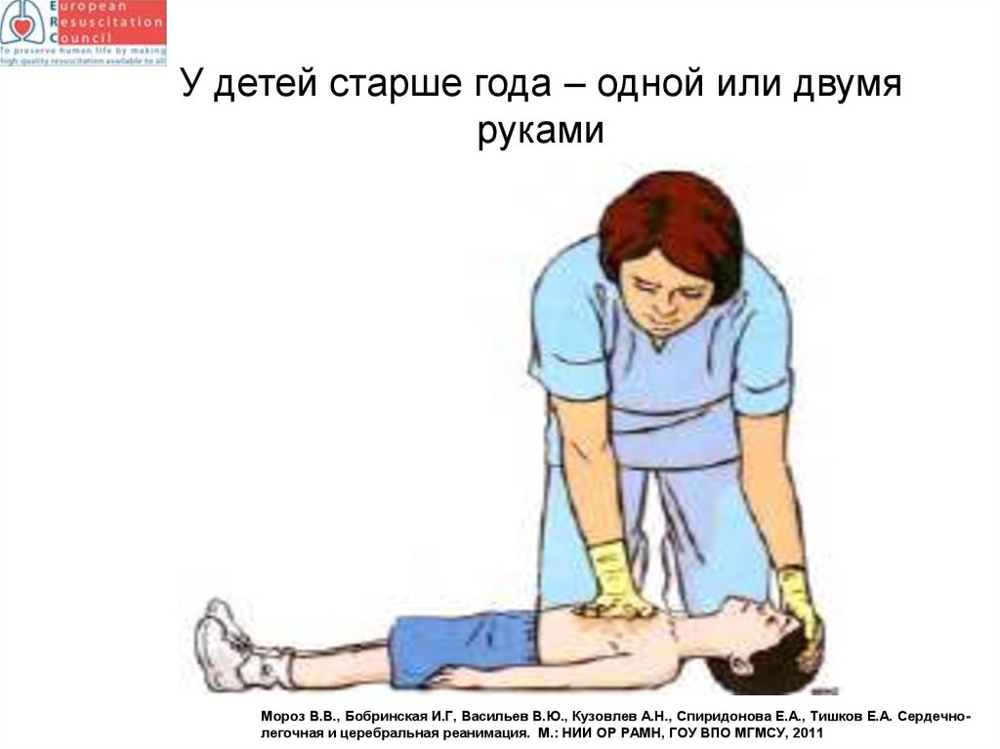 European
Resuscitation
Council
To preserve human life by making
high quality resuscitation available to all
У детей старше года – одной или двумя
руками
Мороз В.В., Бобринская И.Г, Васильев В.Ю., Кузовлев А.Н., Спиридонова Е.А., Тишков Е.А. Сердечно-
легочная и церебральная реанимация. М.: НИИ ОР РАМН, ГОУ ВПО МГМСУ, 2011